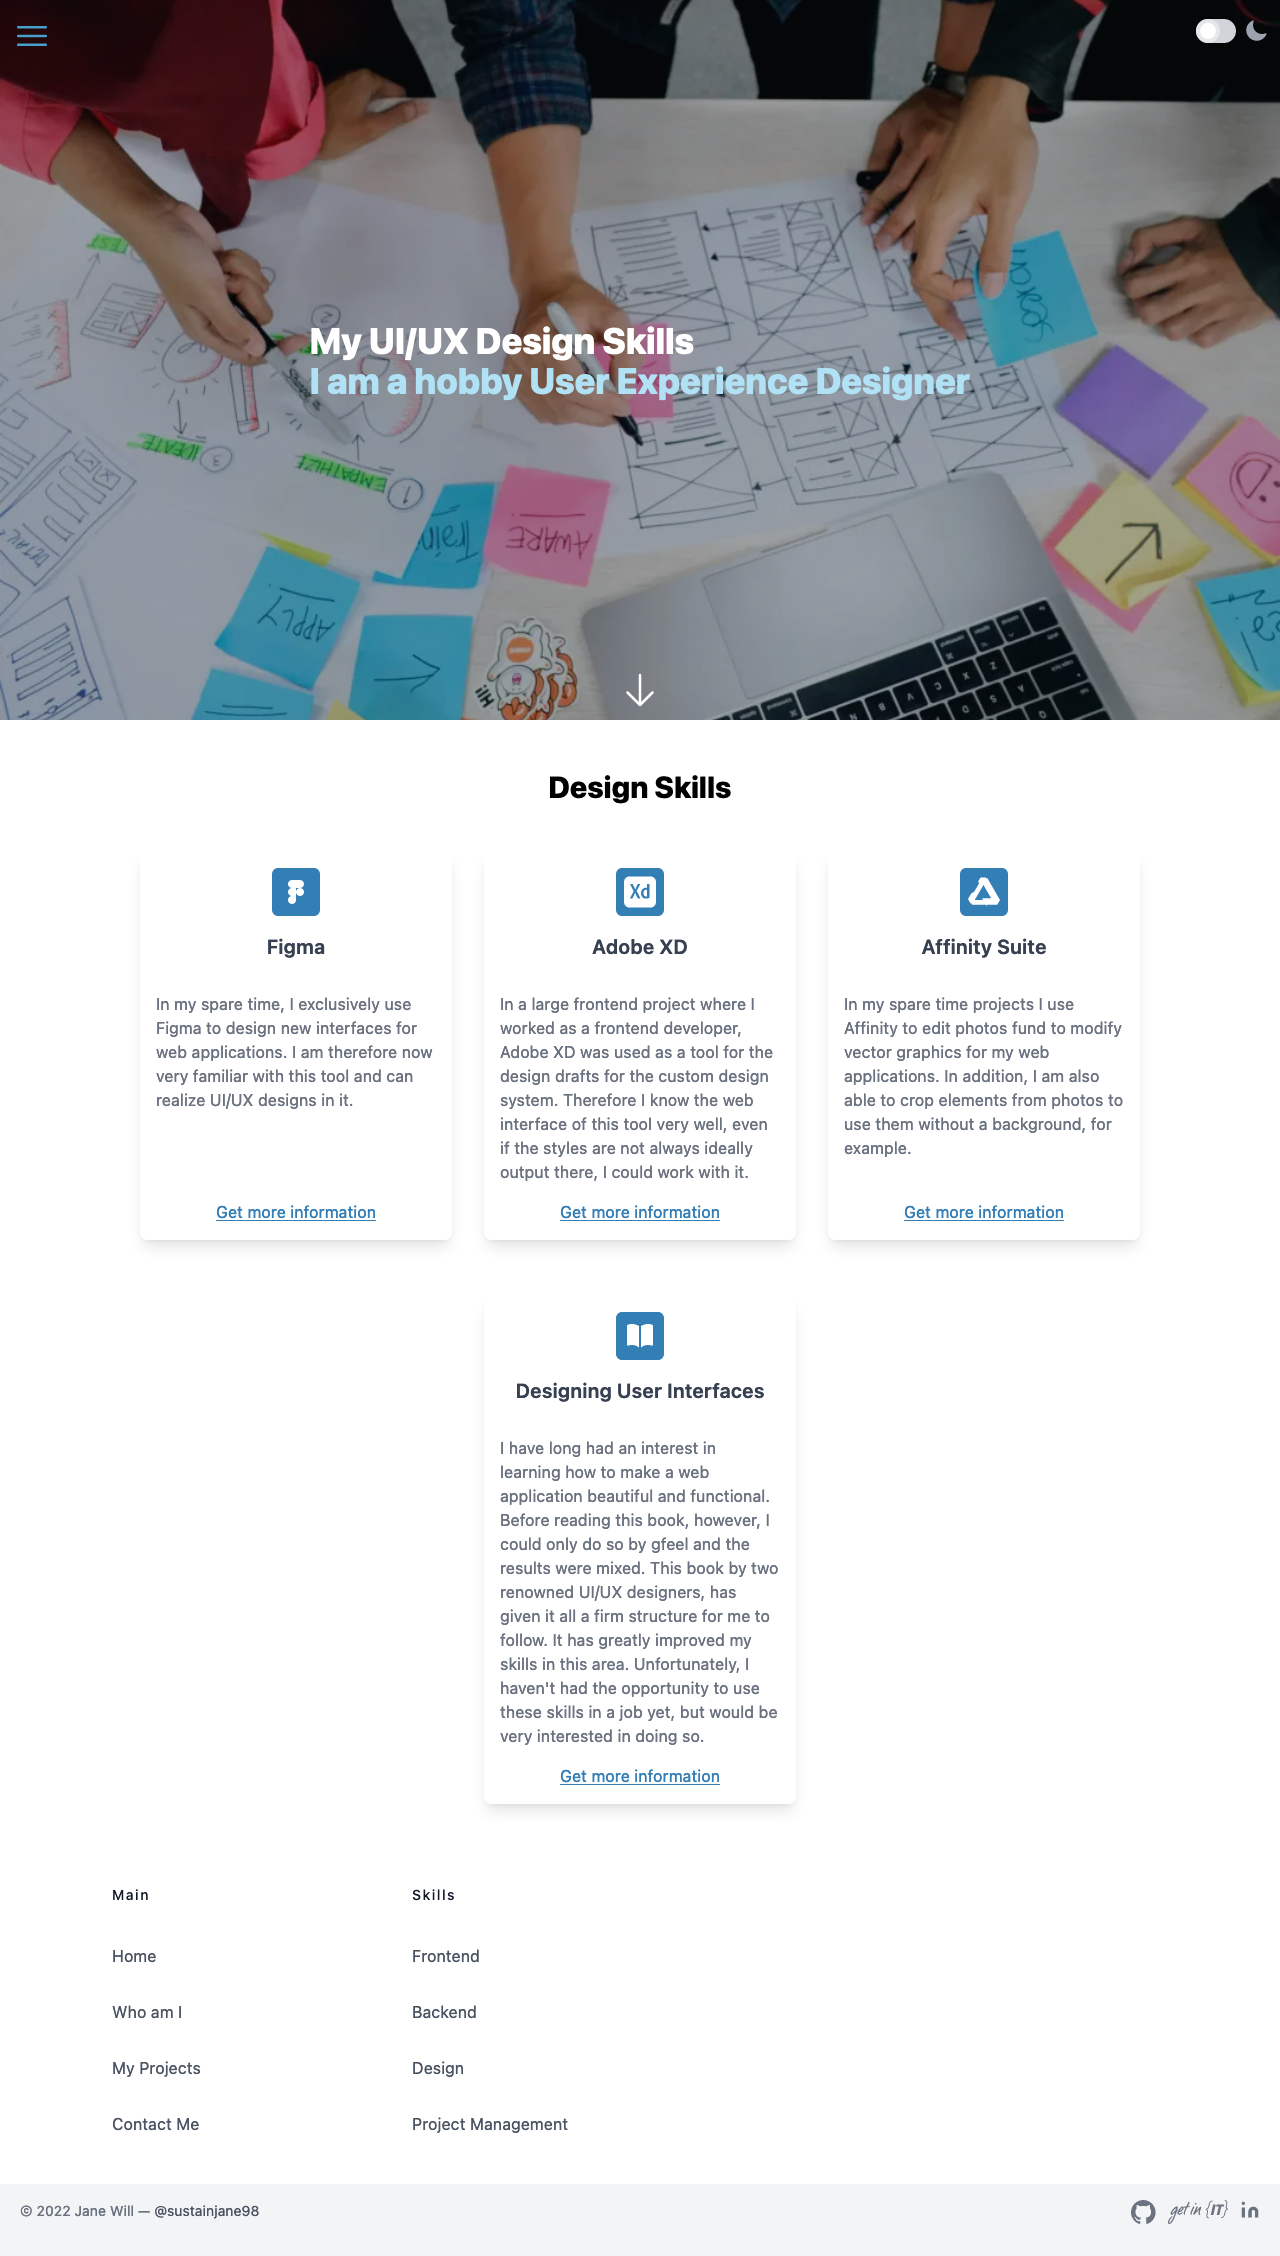 TEST
My UI/UX Design Skills
I am a hobby User Experience Designer
IDEATE
3
EMPATHIZE
1
AWARE
APPLY
Hi
Design Skills
Figma
In my spare time, I exclusively use
Figma to design new interfaces for
web applications. I am therefore now
very familiar with this tool and can
realize UI/UX designs in it.
Get more information
Xd
Adobe XD
In a large frontend project where I
worked as a frontend developer,
Adobe XD was used as a tool for the
design drafts for the custom design
system. Therefore I know the web
interface of this tool very well, even
if the styles are not always ideally
output there, I could work with it.
Get more information
Affinity Suite
In my spare time projects I use
Affinity to edit photos fund to modify
vector graphics for my web
applications. In addition, I am also
able to crop elements from photos to
use them without a background, for
example.
Get more information
Designing User Interfaces
I have long had an interest in
learning how to make a web
application beautiful and functional.
Before reading this book, however, I
could only do so by gfeel and the
results were mixed. This book by two
renowned UI/UX designers, has
given it all a firm structure for me to
follow. It has greatly improved my
skills in this area. Unfortunately, I
haven't had the opportunity to use
these skills in a job yet, but would be
very interested in doing so.
Get more information
Main
Home
Who am I
My Projects
Contact Me
Skills
Frontend
Backend
Design
Project Management
© 2022 Jane Will — @sustainjane98
get in {IT}
in